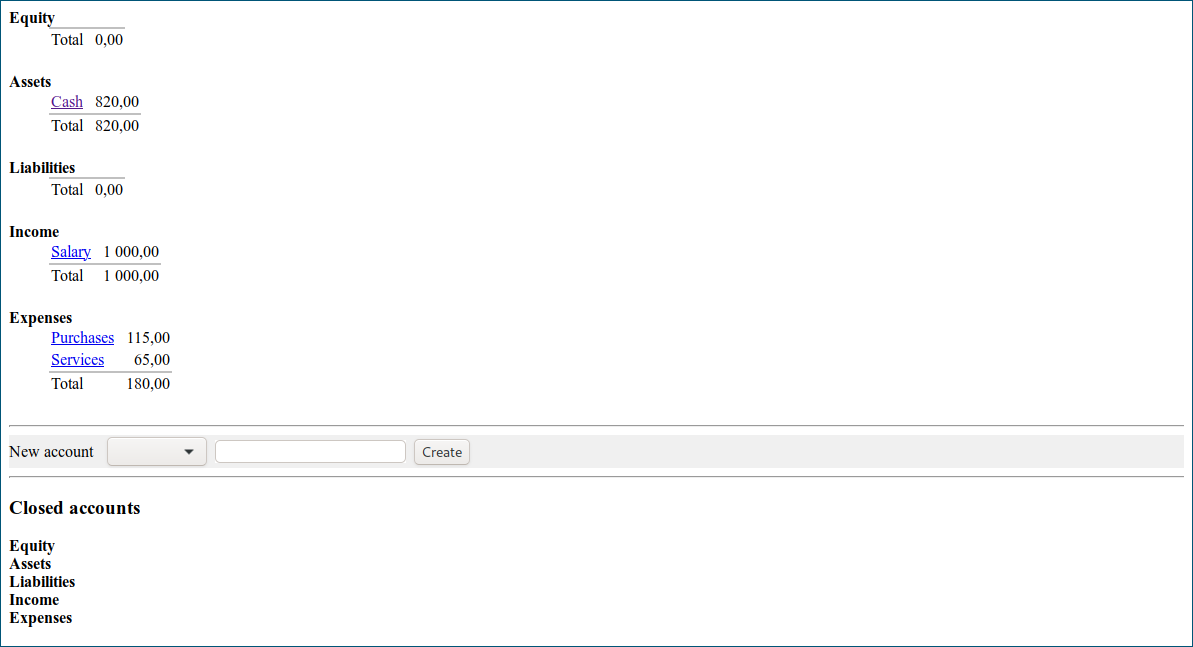 Equity
Total 0,00
Assets
Cash 820,00
Total 820,00
Liabilities
Total 0,00
Income
Salary 1 000,00
Total 1 000,00
Expenses
Purchases 115,00
Services 65,00
Total 180,00
New account Create
Closed accounts
Equity
Assets
Liabilities
Income
Expenses